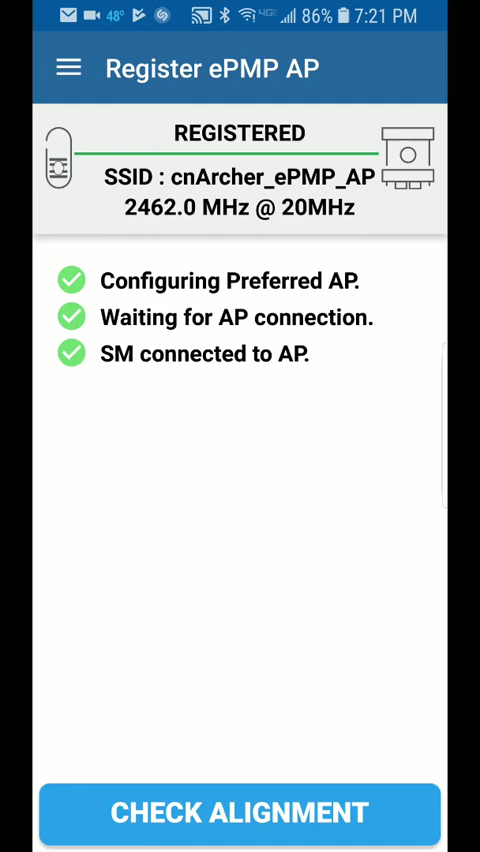 48° 4GE 86% 7:21 PM
Register ePMP AP
REGISTERED
SSID : cnArcher_ePMP_AP
2462.0 MHz @ 20MHz
Configuring Preferred AP.
Waiting for AP connection.
SM connected to AP.
CHECK ALIGNMENT